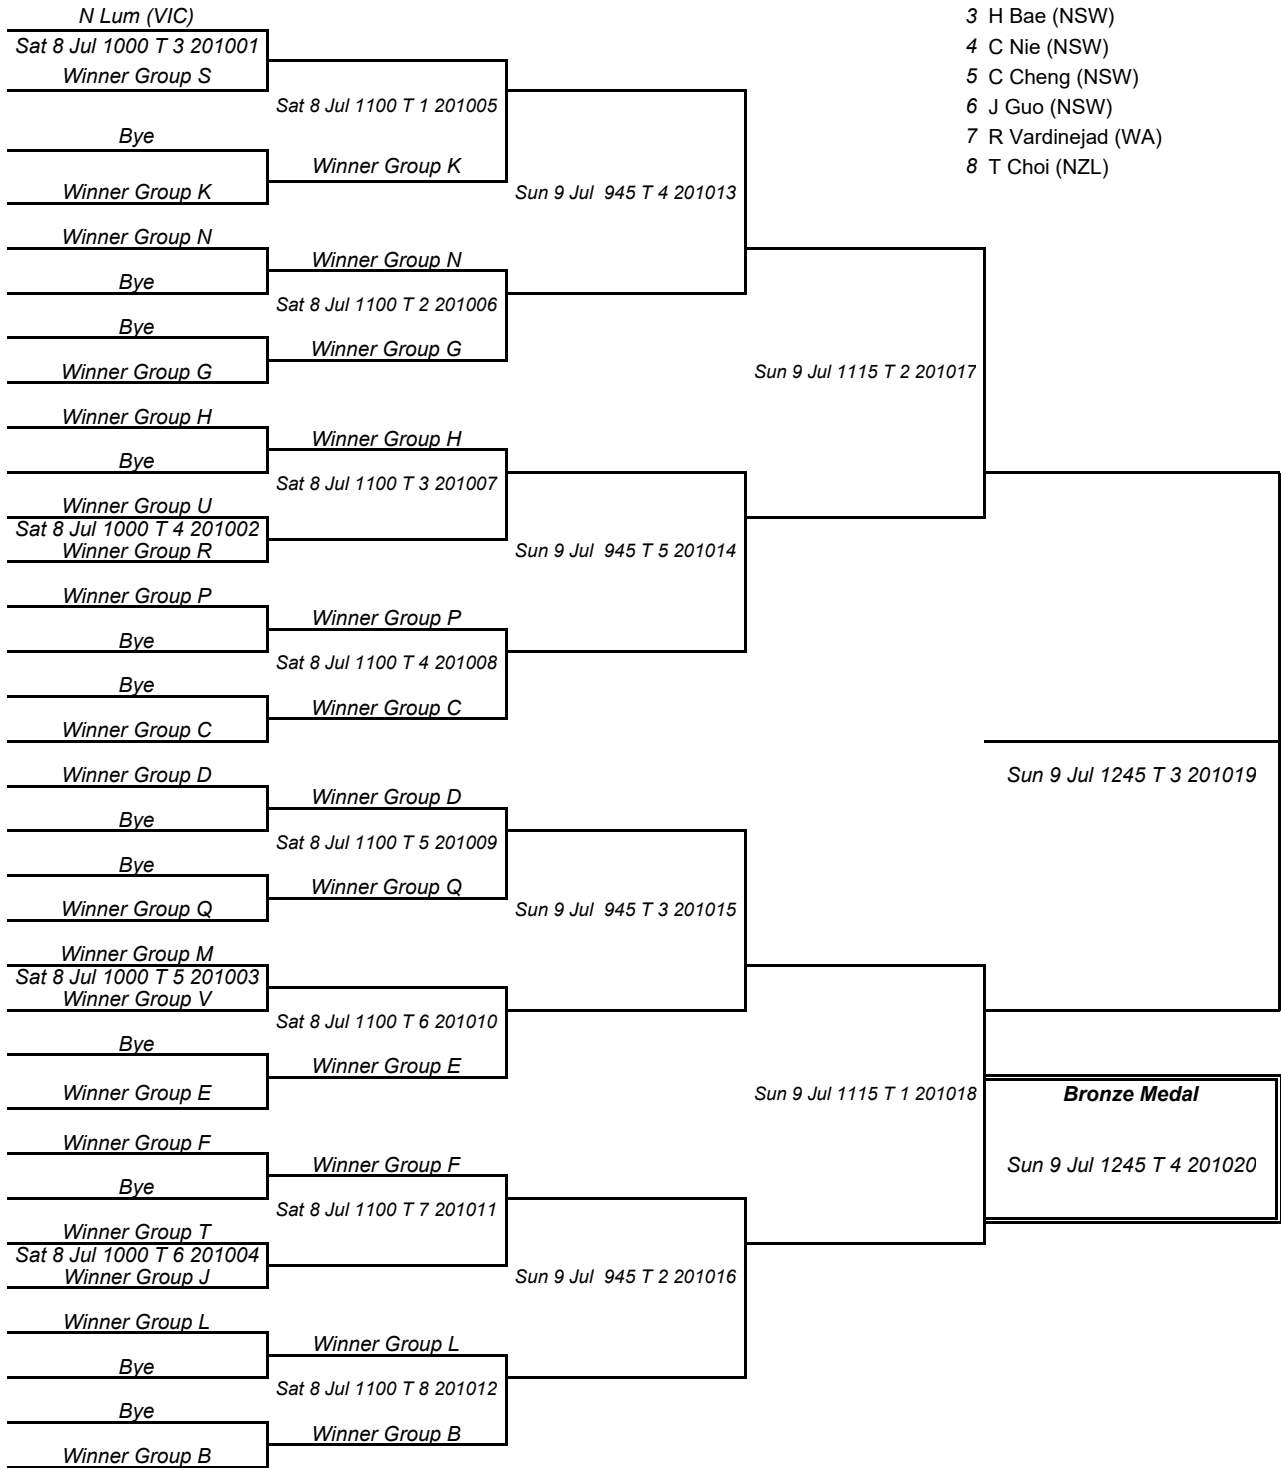 N Lum (VIC)
Sat 8 Jul 1000 T 3 201001
Winner Group S
Bye
Winner Group K
Winner Group N
Bye
Bye
Winner Group G
Winner Group H
Bye
Winner Group U
Sat 8 Jul 1000 T 4 201002
Winner Group R
Winner Group P
Bye
Bye
Winner Group C
Winner Group D
Bye
Bye
Winner Group Q
Winner Group M
Sat 8 Jul 1000 T 5 201003
Winner Group V
Bye
Winner Group E
Winner Group F
Bye
Winner Group T
Sat 8 Jul 1000 T 6 201004
Winner Group J
Winner Group L
Bye
Bye
Winner Group B
Sat 8 Jul 1100 T 1 201005
Winner Group K
Winner Group N
Sat 8 Jul 1100 T 2 201006
Winner Group G
Winner Group H
Sat 8 Jul 1100 T 3 201007
Winner Group P
Sat 8 Jul 1100 T 4 201008
Winner Group C
Winner Group D
Sat 8 Jul 1100 T 5 201009
Winner Group Q
Sat 8 Jul 1100 T 6 201010
Winner Group E
Winner Group F
Sat 8 Jul 1100 T 7 201011
Winner Group L
Sat 8 Jul 1100 T 8 201012
Winner Group B
Sun 9 Jul 945 T 4 201013
Sun 9 Jul 945 T 5 201014
Sun 9 Jul 945 T 3 201015
Sun 9 Jul 945 T 2 201016
Sun 9 Jul 1115 T 2 201017
Sun 9 Jul 1115 T 1 201018
3 H Bae (NSW)
4 C Nie (NSW)
5 C Cheng (NSW)
6 J Guo (NSW)
7 R Vardinejad (WA)
8 T Choi (NZL)
Sun 9 Jul 1245 T 3 201019
Bronze Medal
Sun 9 Jul 1245 T 4 201020